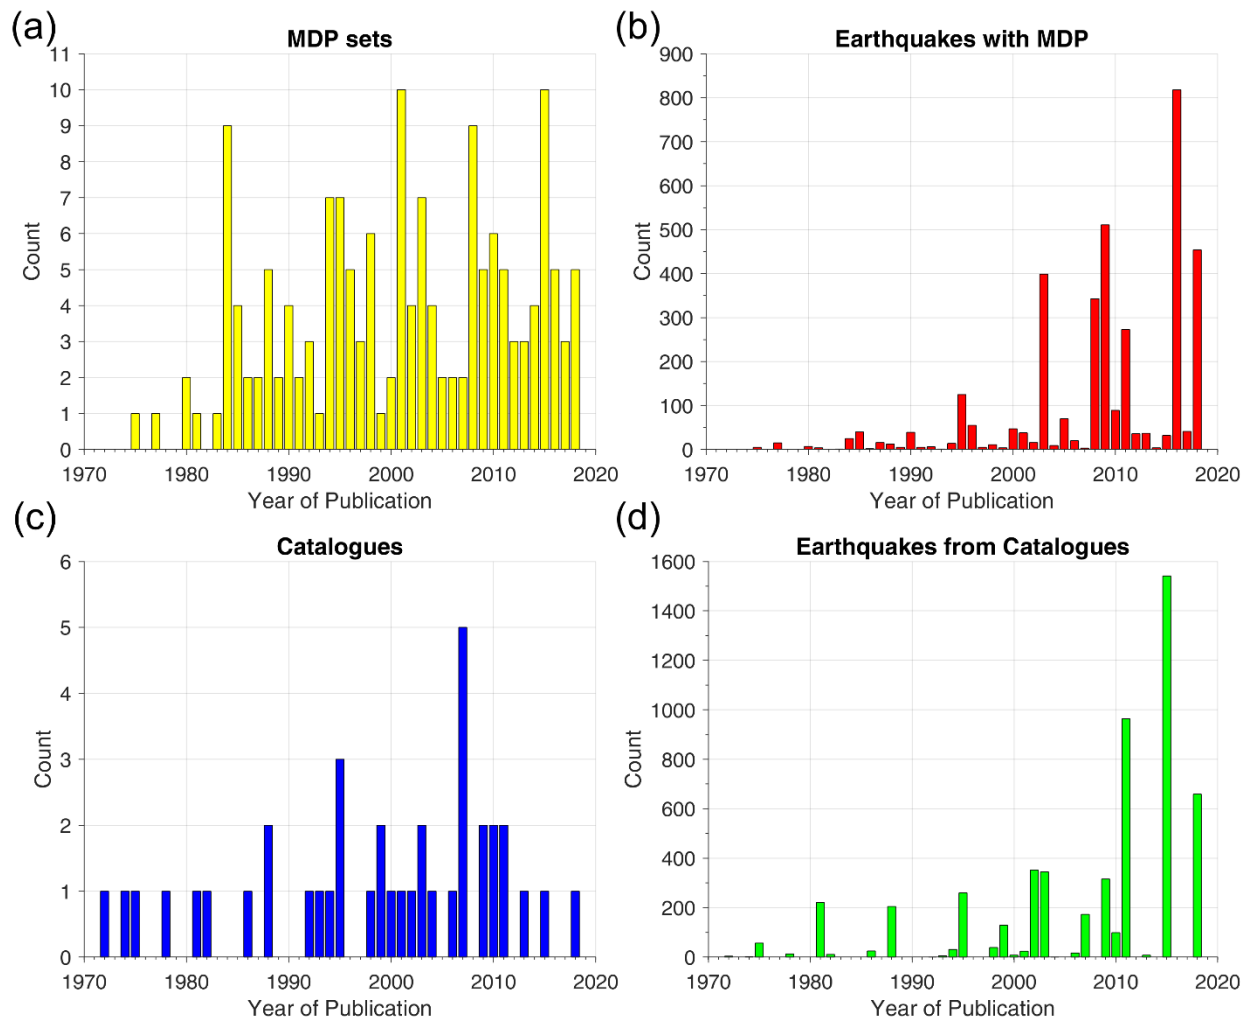 (a)
MDP sets
11
10
9
8
7
6
5
4
3
2
1
0
Count
1970 1980 1990 2000 2010 2020
Year of Publication
(b)
Earthquakes with MDP
900
800
700
600
500
400
300
200
100
0
Count
1970 1980 1990 2000 2010 2020
Year of Publication
(c)
Catalogues
6
5
4
3
2
1
0
Count
1970 1980 1990 2000 2010 2020
Year of Publication
(d)
Earthquakes from Catalogues
1600
1400
1200
1000
800
600
400
200
0
Count
1970 1980 1990 2000 2010 2020
Year of Publication